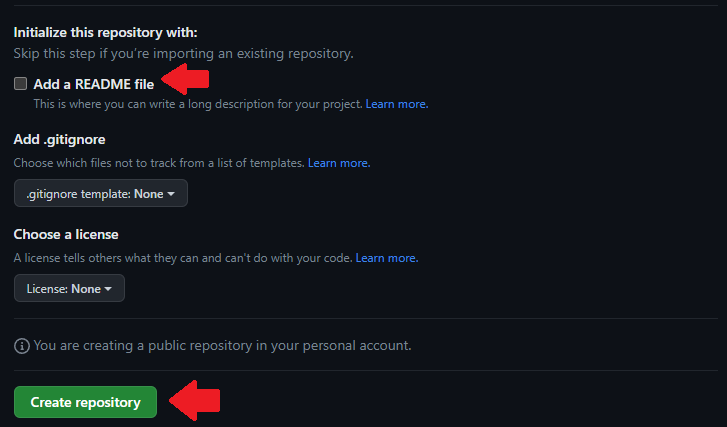 Initialize this repository with:
Skip this step if you're importing an existing repository.
Add a README file
This is where you can write a long description for your project. Learn more.
Add .gitignore
Choose which files not to track from a list of templates. Learn more.
.gitignore template: None
Choose a license
A license tells others what they can and can't do with your code. Learn more.
License: None
You are creating a public repository in your personal account.
Create repository